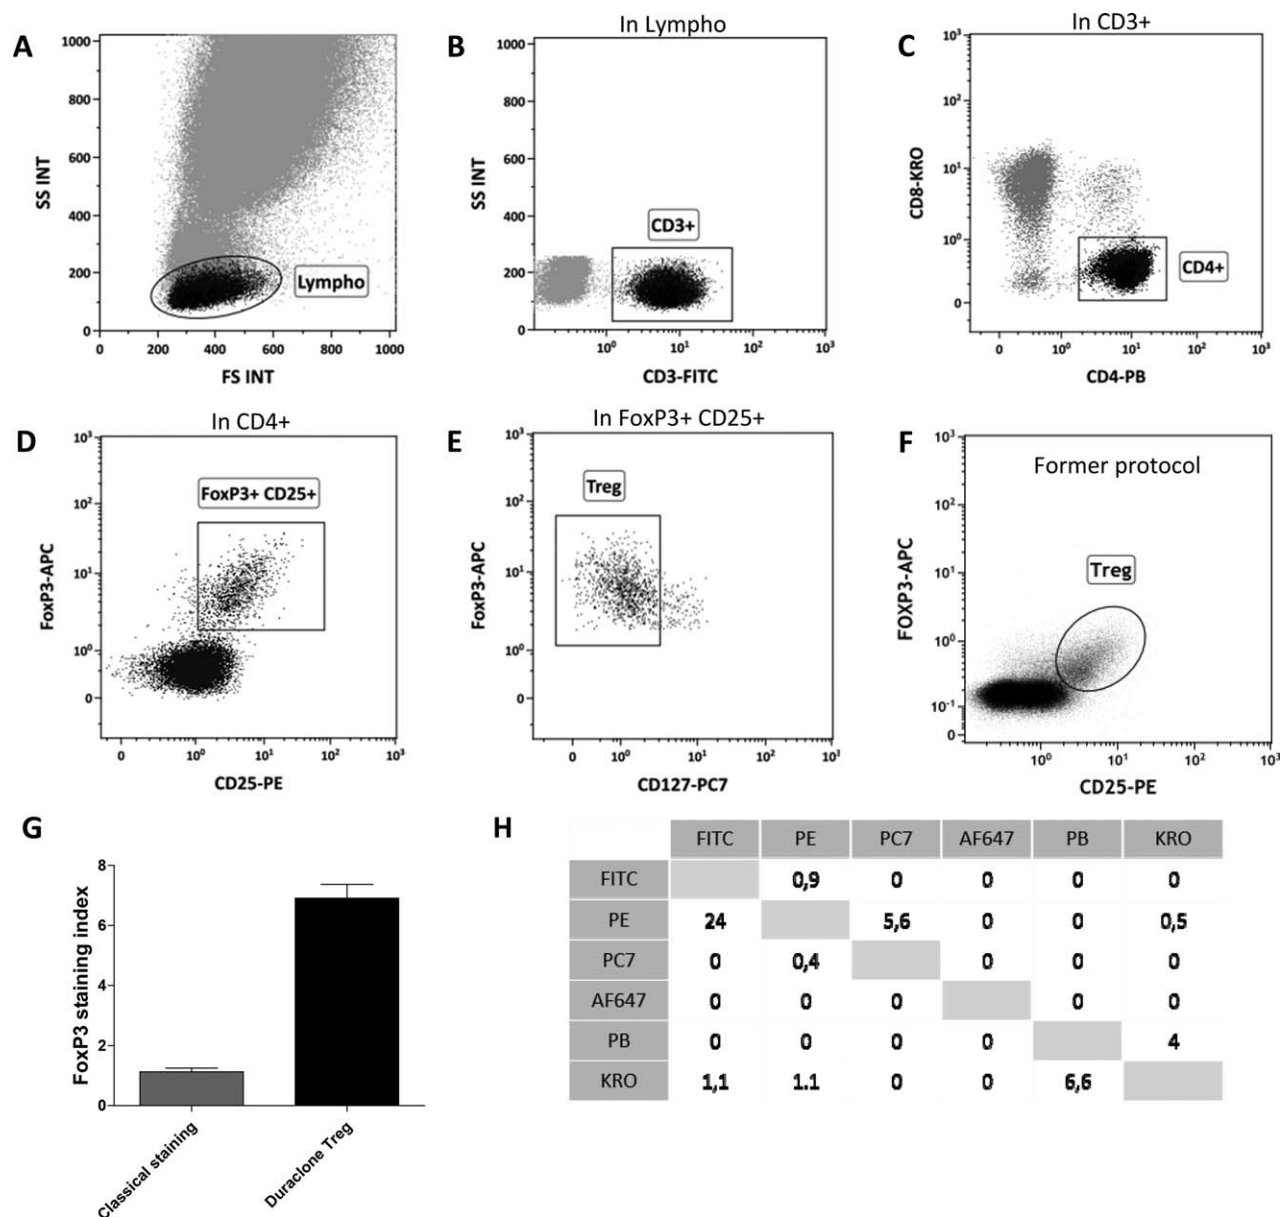 In Lympho
In CD3+
A
B
C
1000
800
600
400
200
0
SS INT
Lympho
0 200 400 600 800 1000
FS INT
1000
800
600
400
200
0
SS INT
CD3+
10⁰ 10¹ 10² 10³
CD3-FITC
10³
10²
10¹
10⁰
0
CD8-KRO
CD4+
0 10⁰ 10¹ 10² 10³
CD4-PB
In CD4+
In FoxP3+ CD25+
D
E
F
10³
10²
10¹
10⁰
0
FoxP3-APC
FoxP3+ CD25+
0 10⁰ 10¹ 10² 10³
CD25-PE
10³
10²
10¹
10⁰
0
FoxP3-APC
Treg
0 10⁰ 10¹ 10² 10³
CD127-PC7
Former protocol
10³
10²
10¹
10⁰
10⁻¹
0
FOXP3-APC
Treg
10⁰ 10¹ 10² 10³
CD25-PE
G
8
6
4
2
0
FoxP3 staining index
Classical staining
Duraclone Treg
H
FITC PE PC7 AF647 PB KRO
FITC 0,9 0 0 0 0
PE 24 5,6 0 0 0,5
PC7 0 0,4 0 0 0
AF647 0 0 0 0 0
PB 0 0 0 0 4
KRO 1,1 1.1 0 0 6,6